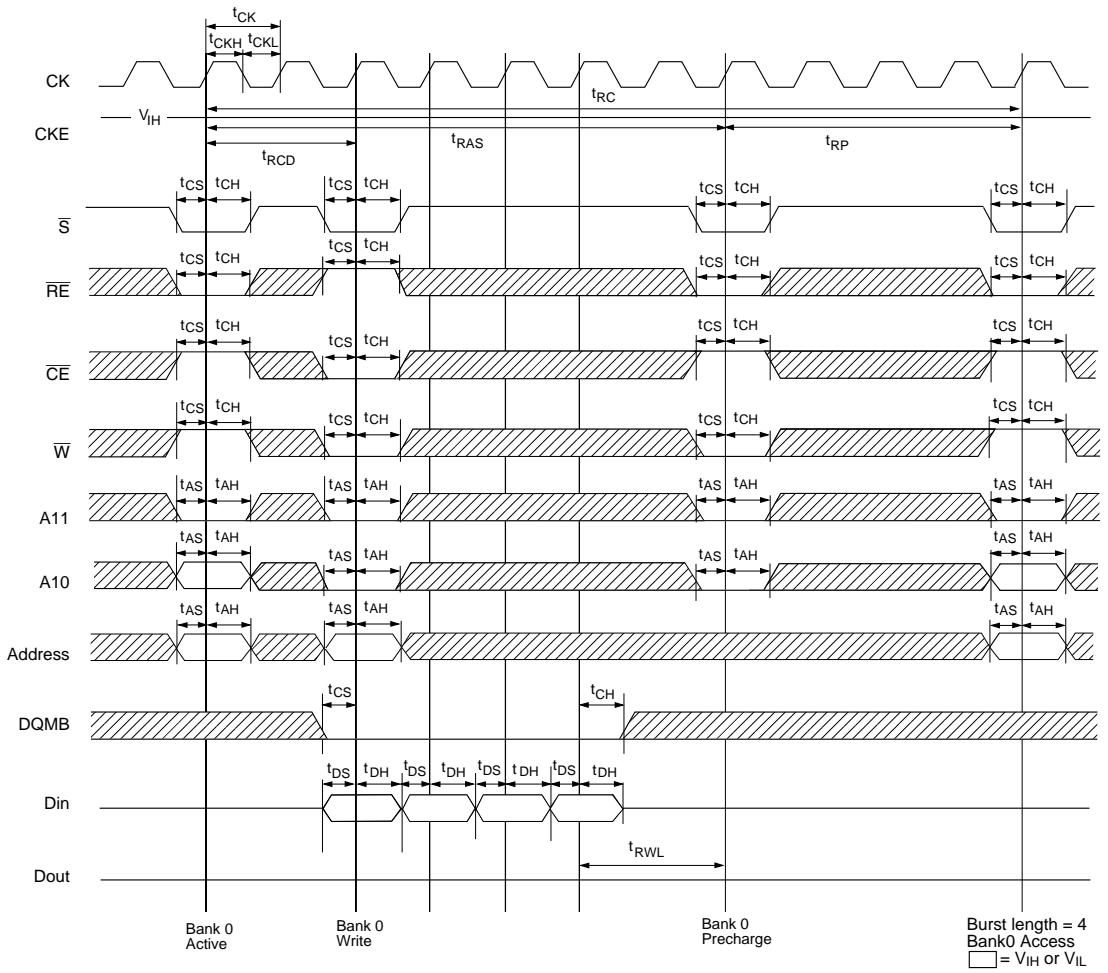 tCK
tCKH tCKL
CK
tRC
VIH
CKE
tRAS tRP
tRCD
tCS tCH tCS tCH tCS tCH tCS tCH
S
tCS tCH tCS tCH tCS tCH tCS tCH
RE
tCS tCH tCS tCH tCS tCH tCS tCH
CE
tCS tCH tCS tCH tCS tCH tCS tCH
W
tAS tAH tAS tAH tAS tAH tAS tAH
A11
tAS tAH tAS tAH tAS tAH tAS tAH
A10
tAS tAH tAS tAH tAS tAH
Address
tCS tCH
DQMB
tDS tDH tDS tDH tDS tDH tDS tDH
Din
tRWL
Dout
Bank 0
Active
Bank 0
Write
Bank 0
Precharge
Burst length = 4
Bank0 Access
= VIH or VIL